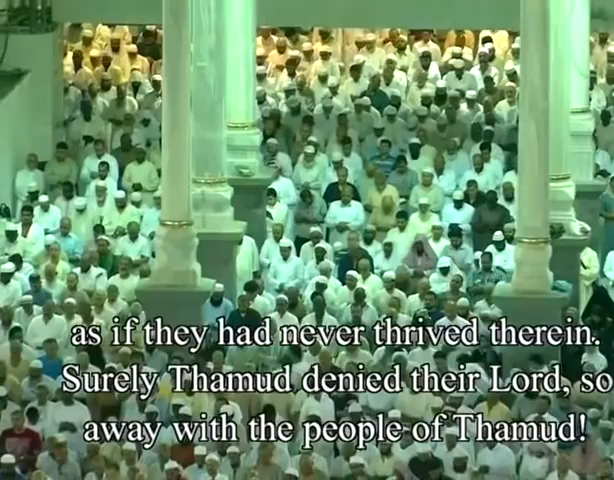 as if they had never thrived therein.
Surely Thamud denied their Lord, so
away with the people of Thamud!